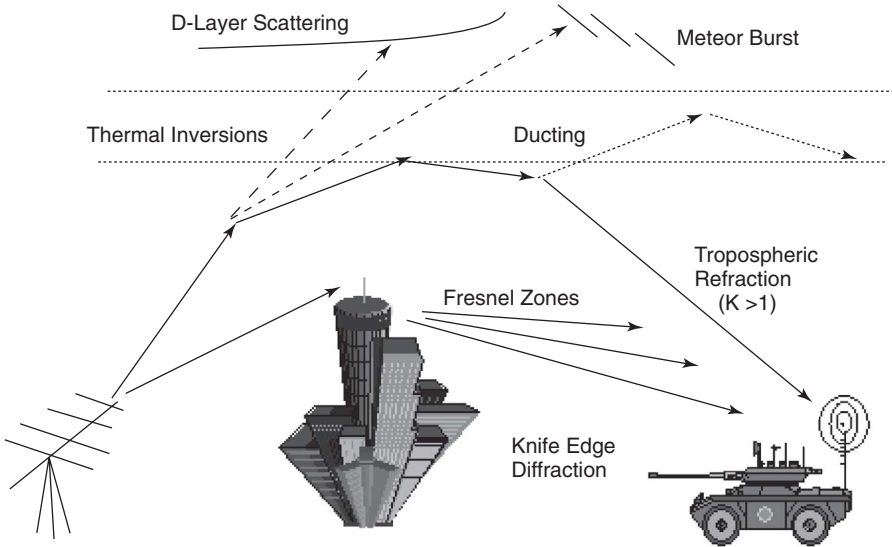 D-Layer Scattering
Meteor Burst
Thermal Inversions
Ducting
Tropospheric
Refraction
(K >1)
Fresnel Zones
Knife Edge
Diffraction